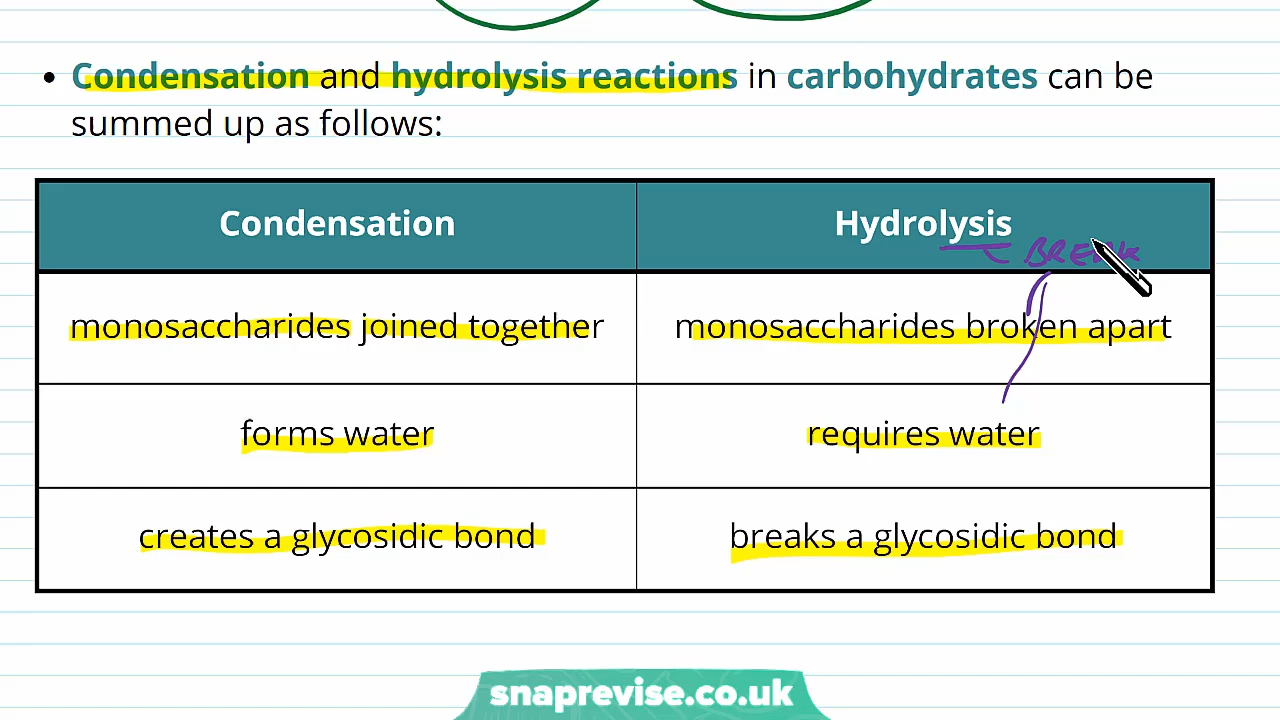 • Condensation and hydrolysis reactions in carbohydrates can be
summed up as follows:
Condensation
Hydrolysis
BREAK
monosaccharides joined together
monosaccharides broken apart
forms water
requires water
creates a glycosidic bond
breaks a glycosidic bond
snaprevise.co.uk